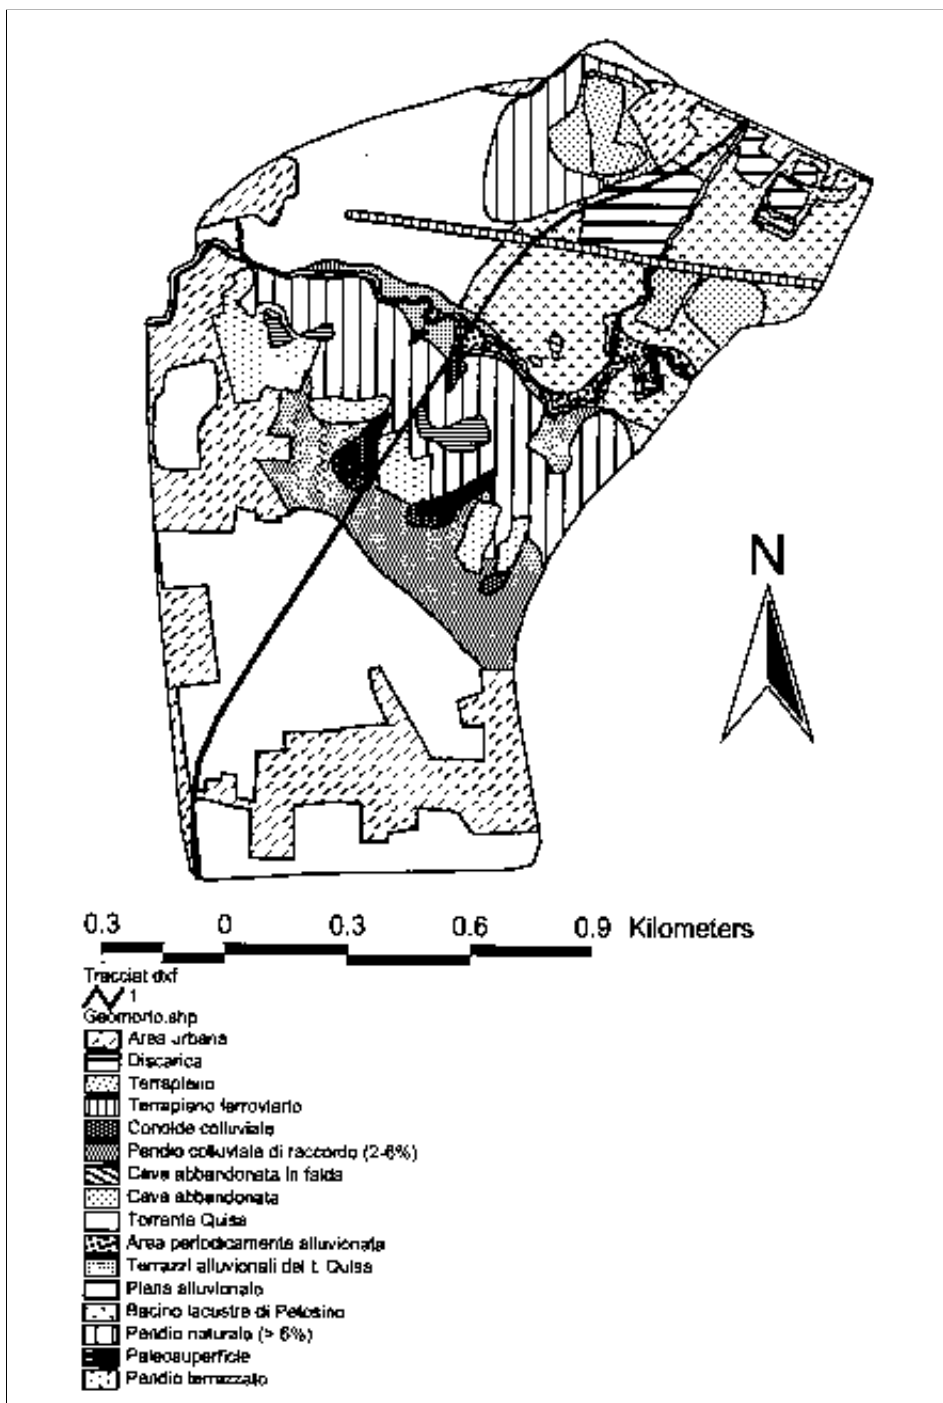 N
0.3 0 0.3 0.6 0.9 Kilometers
Tracciat dxf
1
Geomorfo.shp
Area urbana
Discarica
Terrapieno
Terrapieno ferroviario
Conoide colluviale
Pendio colluviale di raccordo (2-6%)
Cava abbandonata in falda
Cava abbandonata
Torrente Quisa
Area periodicamente alluvionata
Terrazzi alluvionali del t. Quisa
Piana alluvionale
Bacino lacustre di Petosino
Pendio naturale (> 6%)
Paleosuperficie
Pendio terrazzato